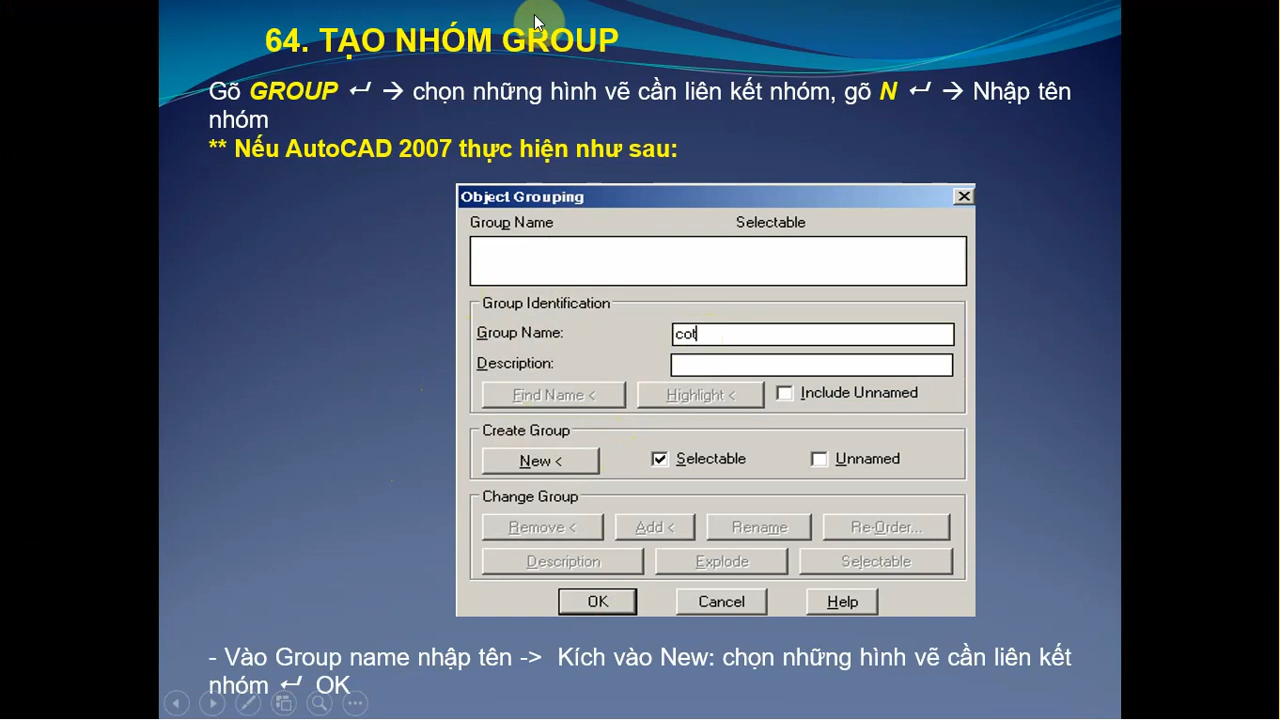 64. TẠO NHÓM GROUP
Gõ GROUP ↵ → chọn những hình vẽ cần liên kết nhóm, gõ N ↵ → Nhập tên
nhóm
** Nếu AutoCAD 2007 thực hiện như sau:
Object Grouping
Group Name Selectable
Group Identification
Group Name: cot
Description:
Find Name < Highlight < Include Unnamed
Create Group
New < Selectable Unnamed
Change Group
Remove < Add < Rename Re-Order...
Description Explode Selectable
OK Cancel Help
- Vào Group name nhập tên -> Kích vào New: chọn những hình vẽ cần liên kết
nhóm ↵ OK